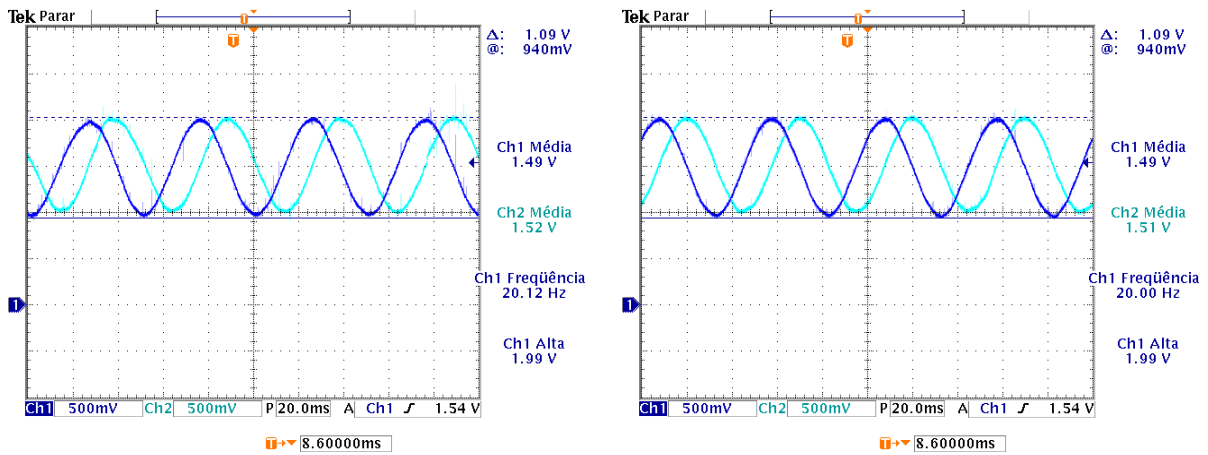 Tek Parar
T
T
Δ: 1.09 V
@: 940mV
Ch1 Média
1.49 V
Ch2 Média
1.52 V
Ch1 Freqüência
20.12 Hz
Ch1 Alta
1.99 V
1
Ch1 500mV Ch2 500mV P 20.0ms A Ch1 1.54 V
T 8.60000ms
Tek Parar
T
T
Δ: 1.09 V
@: 940mV
Ch1 Média
1.49 V
Ch2 Média
1.51 V
Ch1 Freqüência
20.00 Hz
Ch1 Alta
1.99 V
1
Ch1 500mV Ch2 500mV P 20.0ms A Ch1 1.54 V
T 8.60000ms